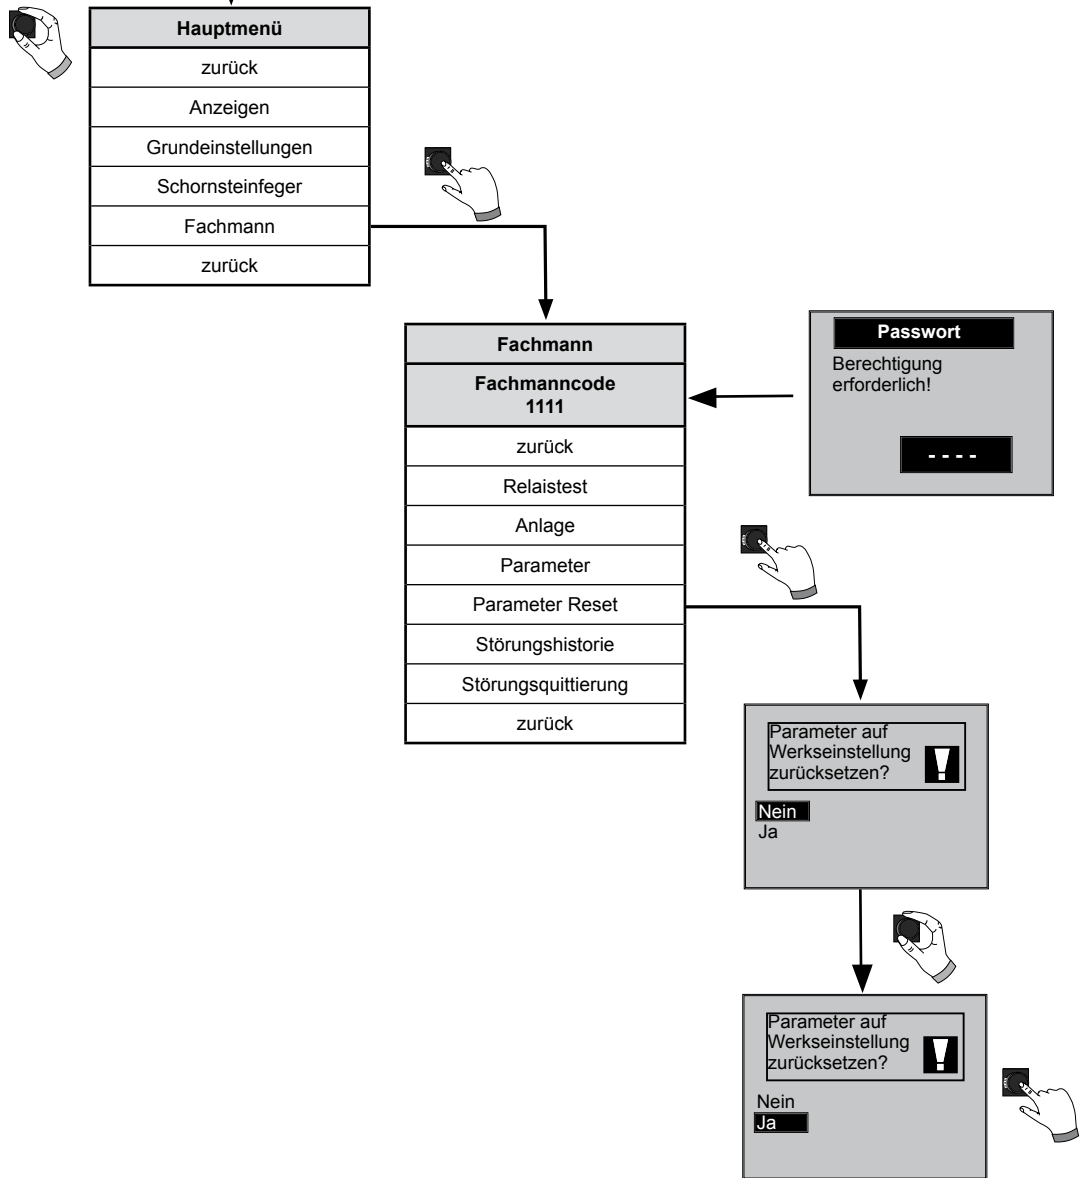 Hauptmenü
zurück
Anzeigen
Grundeinstellungen
Schornsteinfeger
Fachmann
zurück
Fachmann
Fachmanncode
1111
zurück
Relaistest
Anlage
Parameter
Parameter Reset
Störungshistorie
Störungsquittierung
zurück
Passwort
Berechtigung
erforderlich!
- - - -
Parameter auf
Werkseinstellung
zurücksetzen?
!
Nein
Ja
Parameter auf
Werkseinstellung
zurücksetzen?
!
Nein
Ja